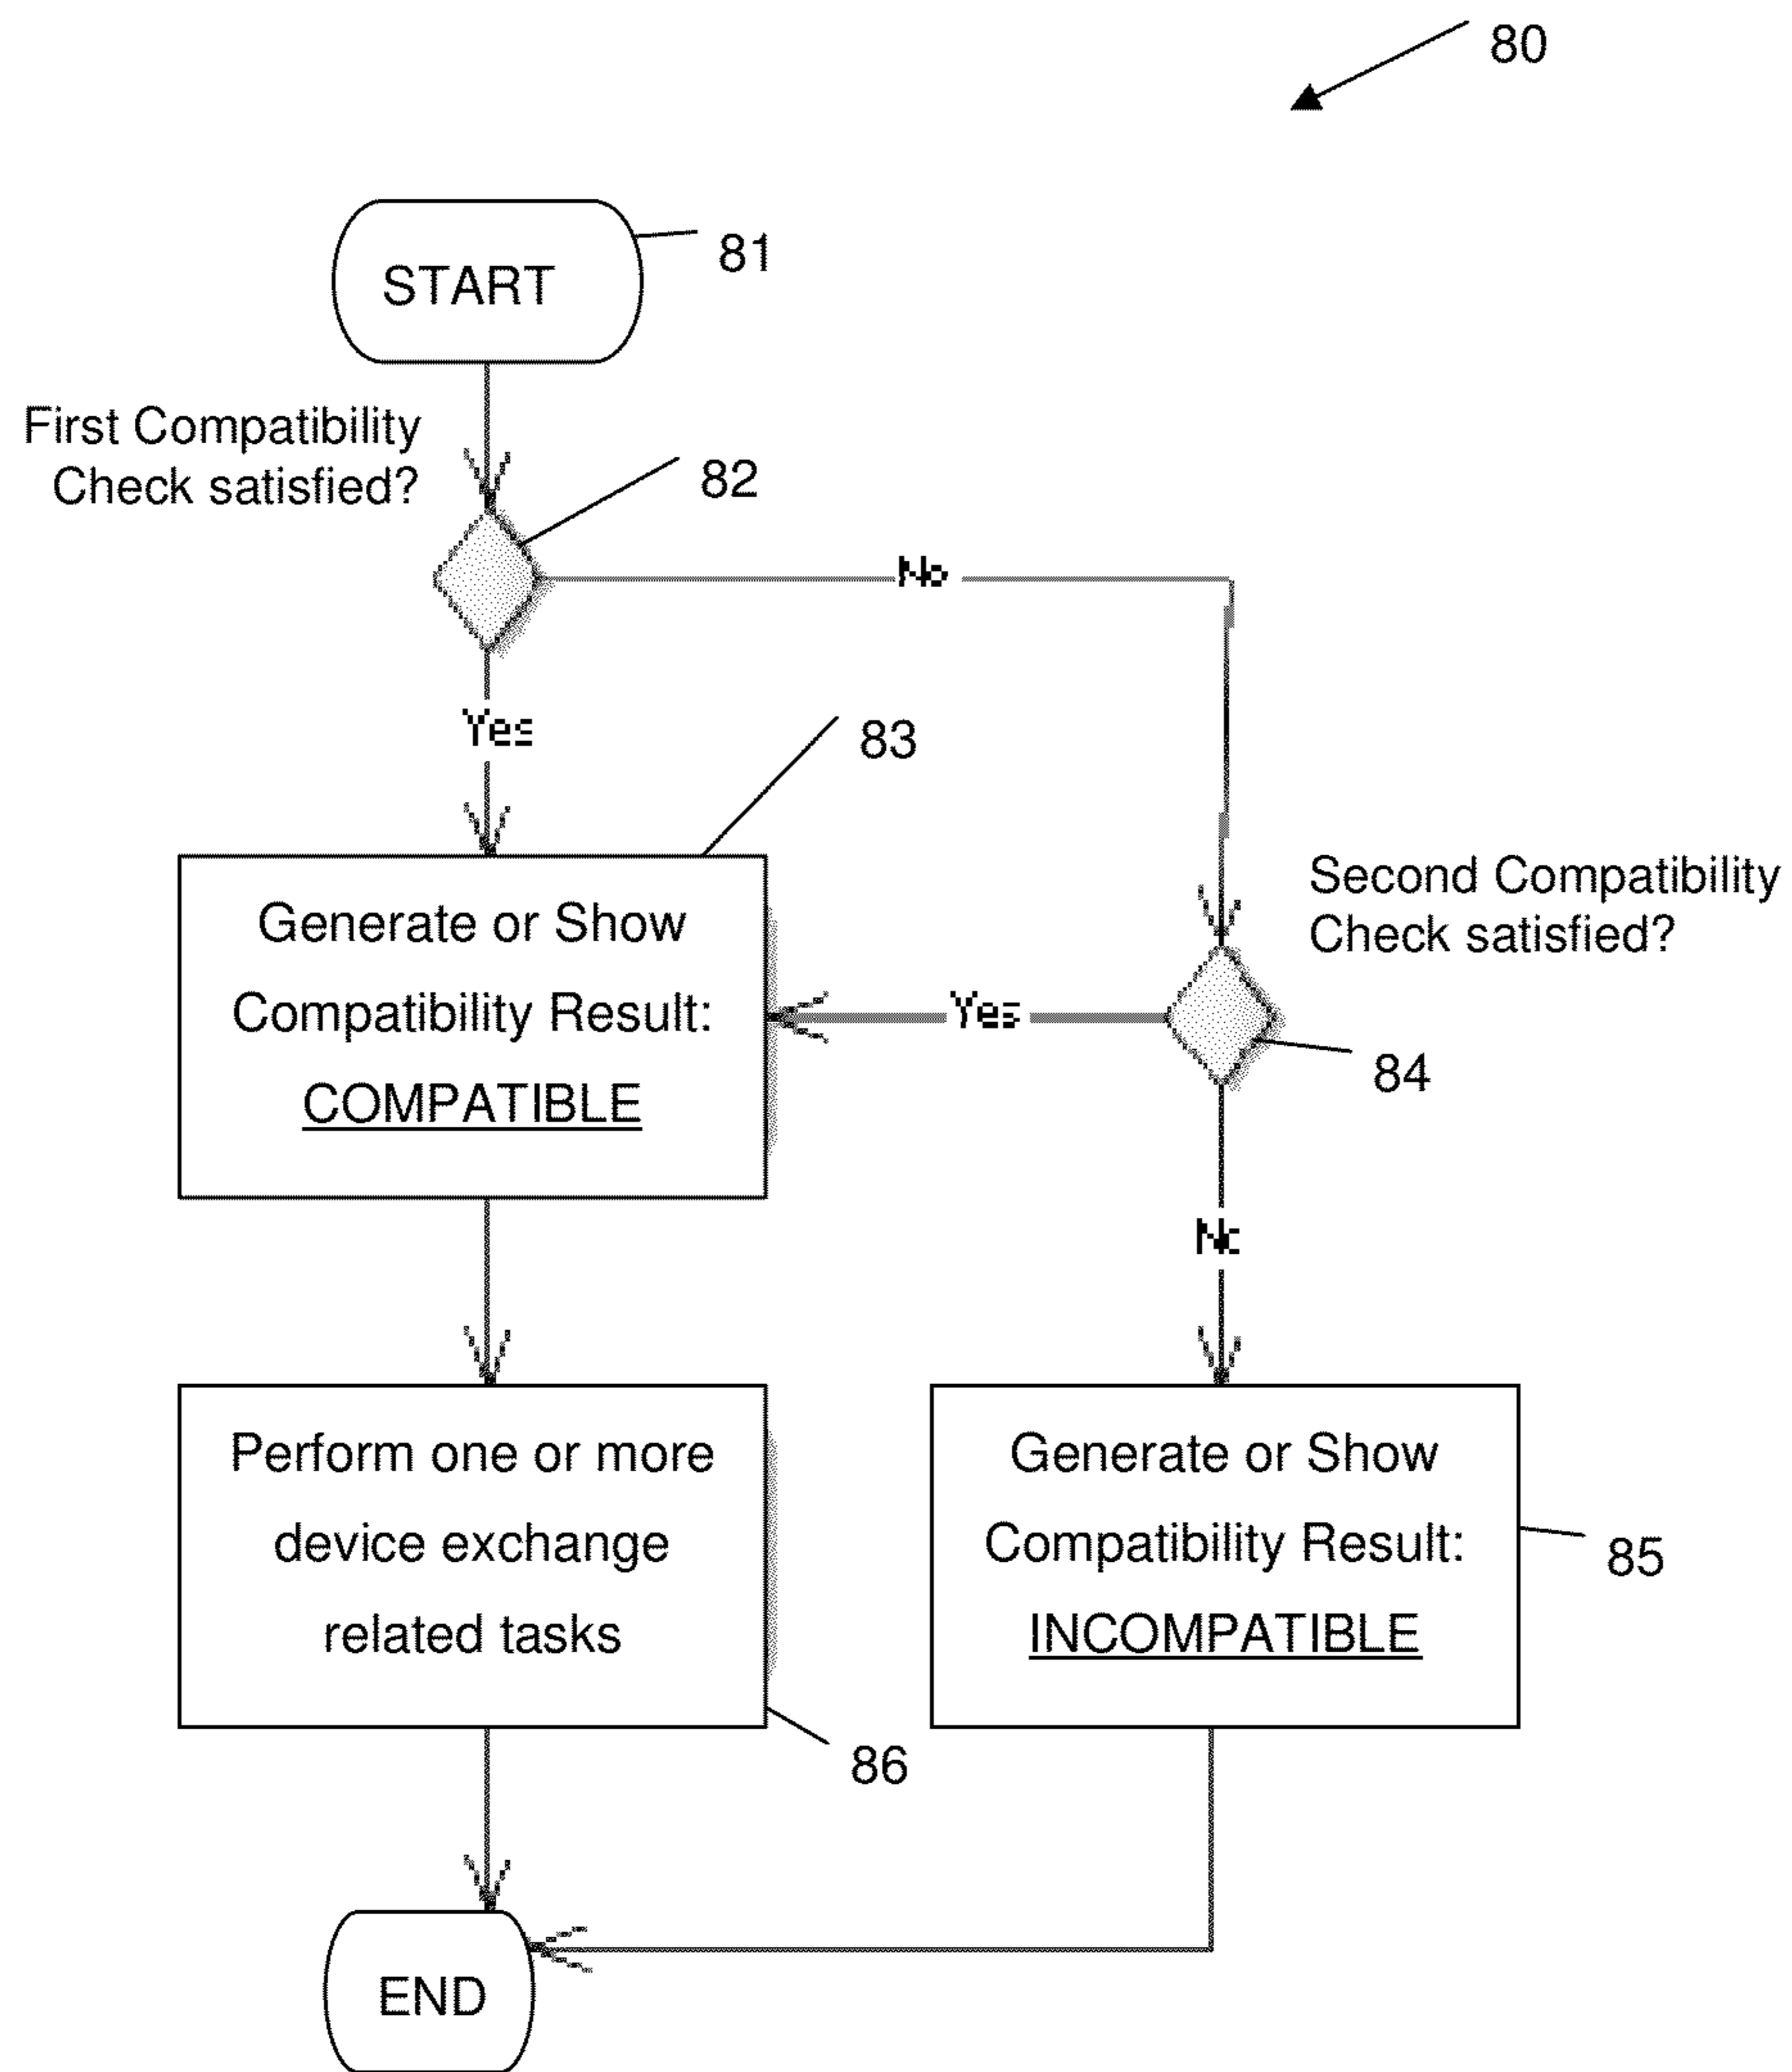 80
START
81
First Compatibility
Check satisfied?
82
No
Yes
83
Generate or Show
Compatibility Result:
COMPATIBLE
Second Compatibility
Check satisfied?
Yes
84
No
Perform one or more
device exchange
related tasks
86
Generate or Show
Compatibility Result:
INCOMPATIBLE
85
END